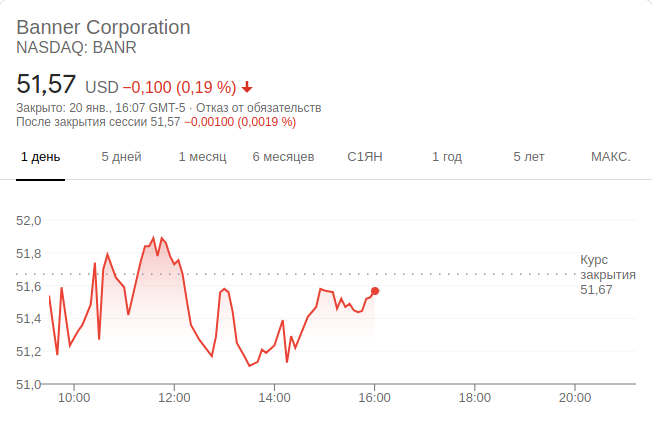 Banner Corporation
NASDAQ: BANR
51,57 USD −0,100 (0,19 %)
Закрыто: 20 янв., 16:07 GMT-5 · Отказ от обязательств
После закрытия сессии 51,57 −0,00100 (0,0019 %)
1 день 5 дней 1 месяц 6 месяцев С1ЯН 1 год 5 лет МАКС.
52,0
51,8
Курс
закрытия
51,67
51,6
51,4
51,2
51,0
10:00 12:00 14:00 16:00 18:00 20:00